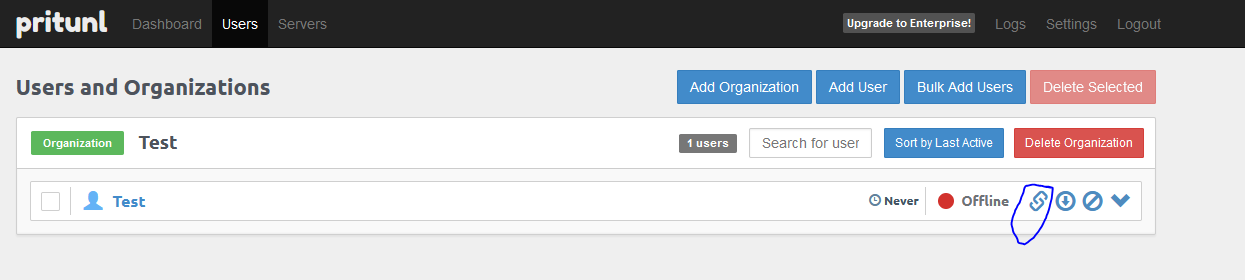 pritunl Dashboard Users Servers Upgrade to Enterprise! Logs Settings Logout
Users and Organizations Add Organization Add User Bulk Add Users Delete Selected
Organization Test 1 users Search for user Sort by Last Active Delete Organization
Test Never Offline